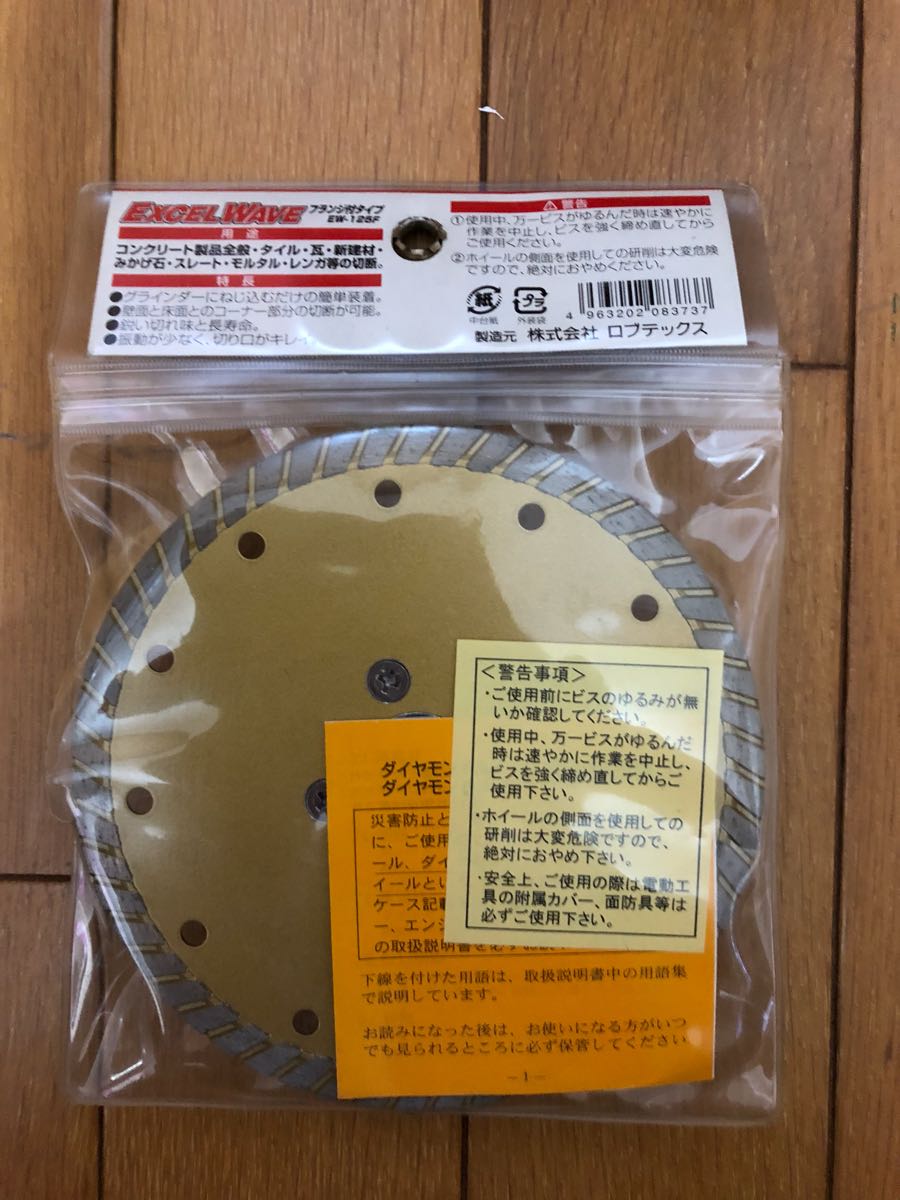 EXCEL WAVE フランジ付タイプ
EW-125F
用途
コンクリート製品全般・タイル・瓦・新建材・
みかげ石・スレート・モルタル・レンガ等の切断。
特長
●グラインダーにねじ込むだけの簡単装着。
●壁面と床面とのコーナー部分の切断が可能。
●鋭い切れ味と長寿命。
●振動が少なく、切り口がキレイ
⚠警告
①使用中、万一ビスがゆるんだ時は速やかに
作業を中止し、ビスを強く締め直してから
ご使用ください。
②ホイールの側面を使用しての研削は大変危険
ですので、絶対におやめください。
紙
中台紙
プラ
外装袋
4 963202 083737
製造元 株式会社 ロブテックス
＜警告事項＞
・ご使用前にビスのゆるみが無
いか確認してください。
・使用中、万一ビスがゆるんだ
時は速やかに作業を中止し、
ビスを強く締め直してからご
使用下さい。
・ホイールの側面を使用しての
研削は大変危険ですので、
絶対におやめ下さい。
・安全上、ご使用の際は電動工
具の附属カバー、面防具等は
必ずご使用下さい。
ダイヤモン
ダイヤモン
災害防止と
に、ご使用
ール、ダイ
イールとい
ケース記載
ー、エンジ
の取扱説明書を必ず
下線を付けた用語は、取扱説明書中の用語集
で説明しています。
お読みになった後は、お使いになる方がいつ
でも見られるところに必ず保管してください
－1－